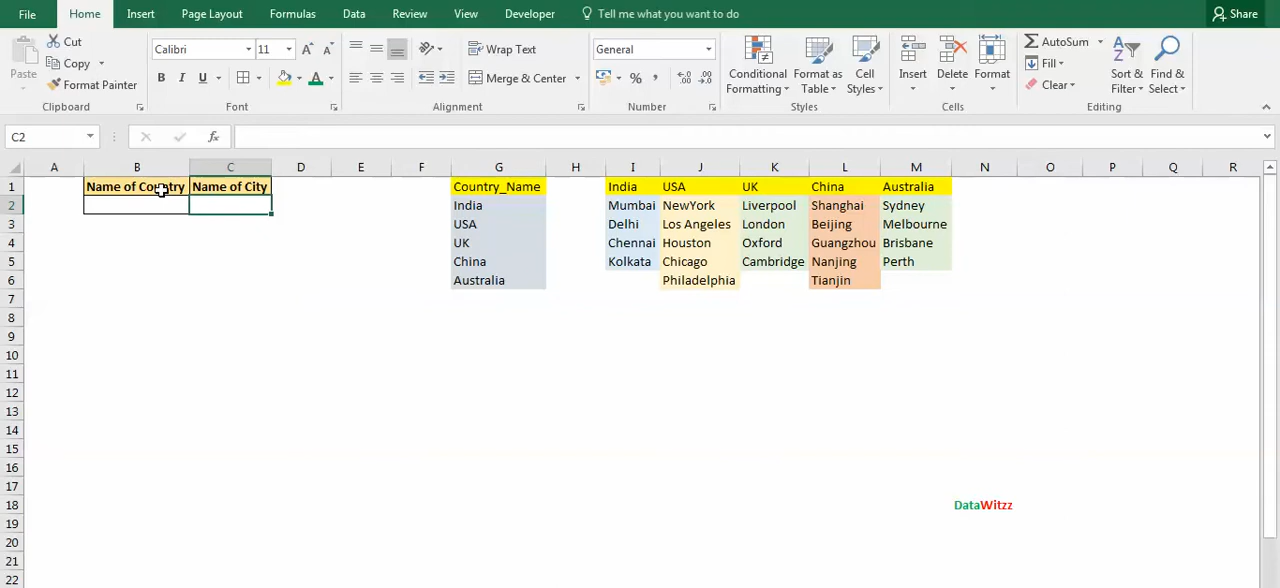 File Home Insert Page Layout Formulas Data Review View Developer Tell me what you want to do Share
Paste Cut Copy Format Painter
Calibri 11 A A B I U A
Wrap Text Merge & Center
General % ,
Conditional Formatting Format as Table Cell Styles
Insert Delete Format
AutoSum Fill Clear Sort & Filter Find & Select
Clipboard Font Alignment Number Styles Cells Editing
C2 fx
A B C D E F G H I J K L M N O P Q R
1 Name of Country Name of City Country_Name India USA UK China Australia
2 India Mumbai NewYork Liverpool Shanghai Sydney
3 USA Delhi Los Angeles London Beijing Melbourne
4 UK Chennai Houston Oxford Guangzhou Brisbane
5 China Kolkata Chicago Cambridge Nanjing Perth
6 Australia Philadelphia Tianjin
7
8
9
10
11
12
13
14
15
16
17
18 DataWitzz
19
20
21
22